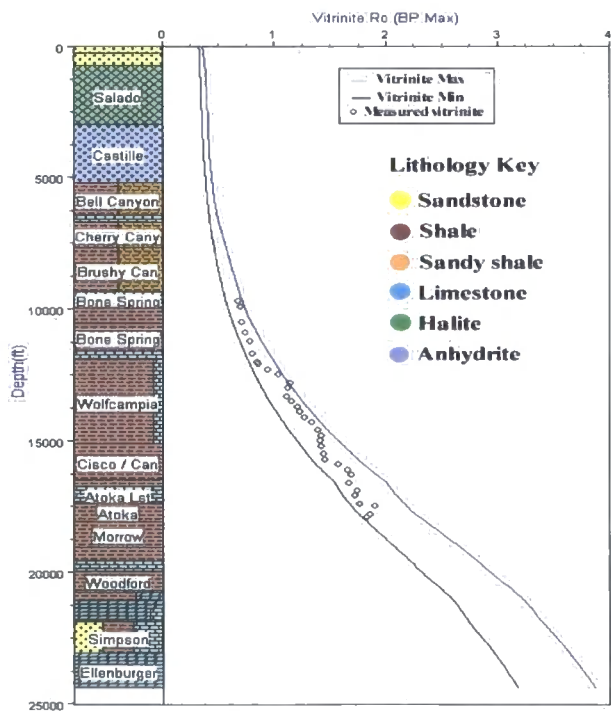 Vitrinite Ro (BP Max)
0 1 2 3 4
0
5000
10000
15000
20000
25000
Depth(ft)
Salado
Castille
Bell Canyon
Cherry Cany
Brushy Can
Bone Spring
Bone Spring
Wolfcampia
Cisco / Can
Atoka Lst
Atoka
Morrow
Woodford
Simpson
Ellenburger
Vitrinite Max
Vitrinite Min
Measured vitrinite
Lithology Key
Sandstone
Shale
Sandy shale
Limestone
Halite
Anhydrite